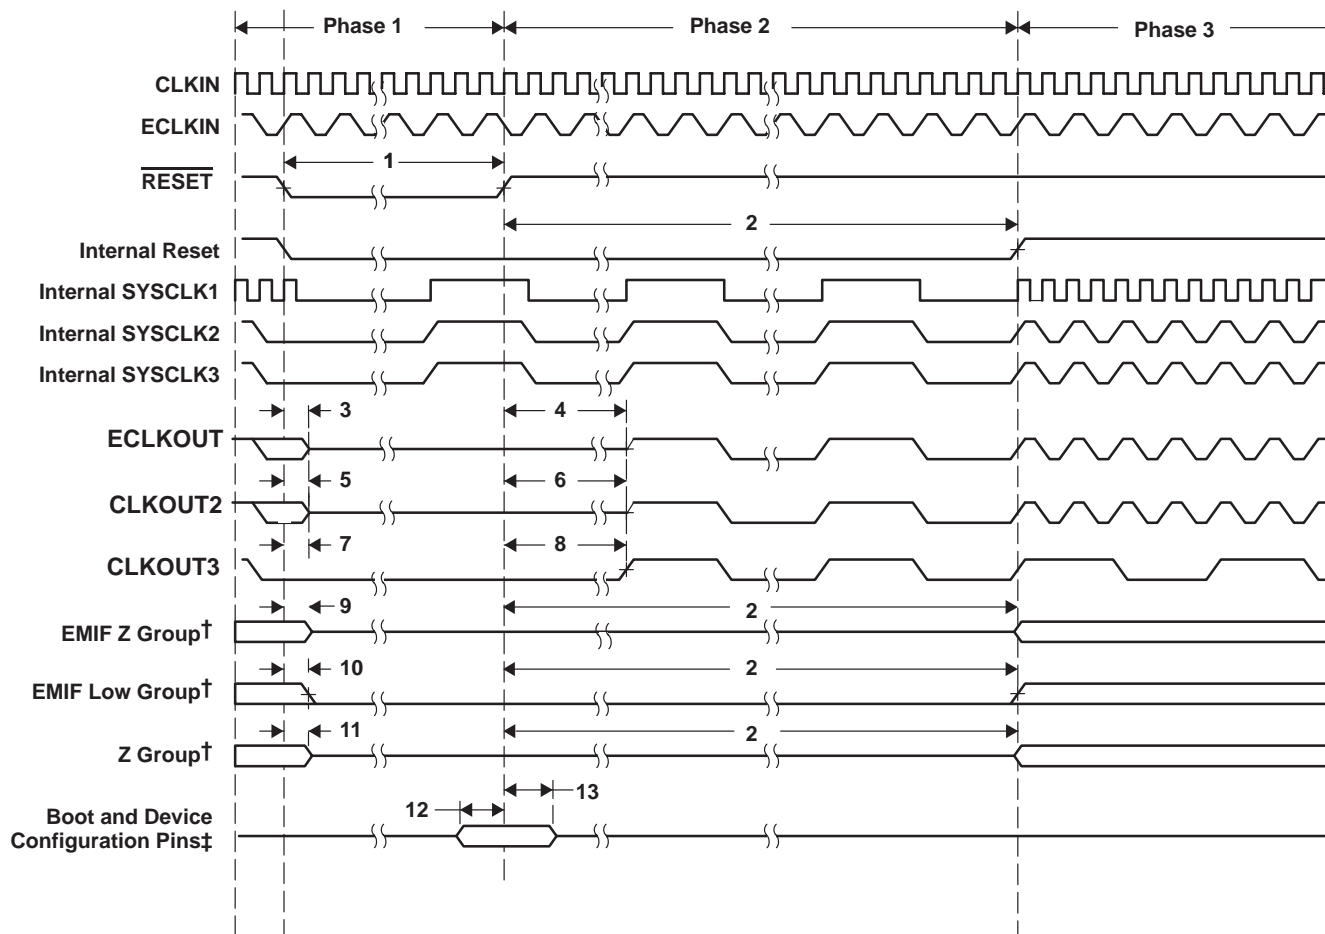 Phase 1
Phase 2
Phase 3
CLKIN
ECLKIN
1
RESET
2
Internal Reset
Internal SYSCLK1
Internal SYSCLK2
Internal SYSCLK3
3
4
ECLKOUT
5
6
CLKOUT2
7
8
CLKOUT3
9
2
EMIF Z Group†
10
2
EMIF Low Group†
11
2
Z Group†
13
12
Boot and Device
Configuration Pins‡